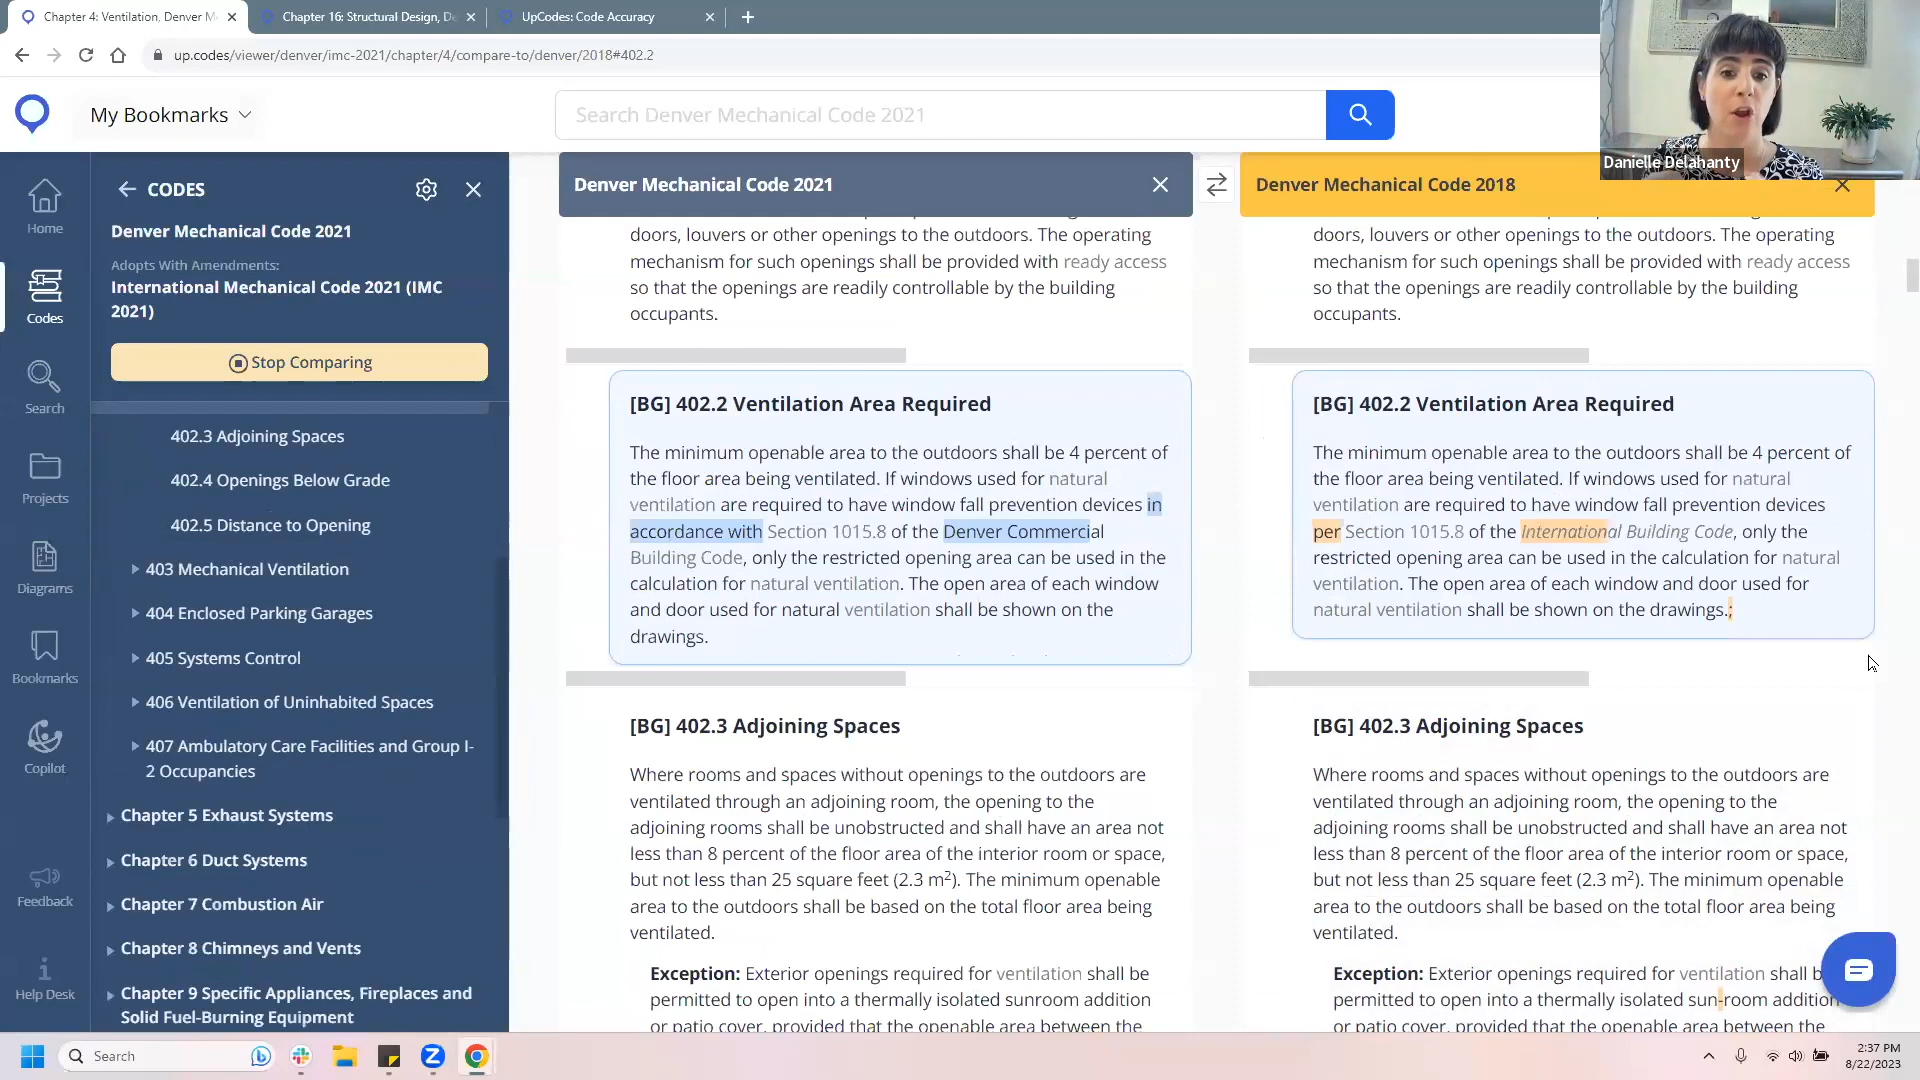 Chapter 4: Ventilation, Denver M
Chapter 16: Structural Design, De
UpCodes: Code Accuracy
up.codes/viewer/denver/imc-2021/chapter/4/compare-to/denver/2018#402.2
My Bookmarks
Search Denver Mechanical Code 2021
Danielle Delahanty
Home
Codes
Search
Projects
Diagrams
Bookmarks
Copilot
Feedback
Help Desk
CODES
Denver Mechanical Code 2021
Adopts With Amendments:
International Mechanical Code 2021 (IMC
2021)
Stop Comparing
402.3 Adjoining Spaces
402.4 Openings Below Grade
402.5 Distance to Opening
403 Mechanical Ventilation
404 Enclosed Parking Garages
405 Systems Control
406 Ventilation of Uninhabited Spaces
407 Ambulatory Care Facilities and Group I-
2 Occupancies
Chapter 5 Exhaust Systems
Chapter 6 Duct Systems
Chapter 7 Combustion Air
Chapter 8 Chimneys and Vents
Chapter 9 Specific Appliances, Fireplaces and
Solid Fuel-Burning Equipment
Denver Mechanical Code 2021
doors, louvers or other openings to the outdoors. The operating
mechanism for such openings shall be provided with ready access
so that the openings are readily controllable by the building
occupants.
[BG] 402.2 Ventilation Area Required
The minimum openable area to the outdoors shall be 4 percent of
the floor area being ventilated. If windows used for natural
ventilation are required to have window fall prevention devices in
accordance with Section 1015.8 of the Denver Commercial
Building Code, only the restricted opening area can be used in the
calculation for natural ventilation. The open area of each window
and door used for natural ventilation shall be shown on the
drawings.
[BG] 402.3 Adjoining Spaces
Where rooms and spaces without openings to the outdoors are
ventilated through an adjoining room, the opening to the
adjoining rooms shall be unobstructed and shall have an area not
less than 8 percent of the floor area of the interior room or space,
but not less than 25 square feet (2.3 m²). The minimum openable
area to the outdoors shall be based on the total floor area being
ventilated.
Exception: Exterior openings required for ventilation shall be
permitted to open into a thermally isolated sunroom addition
or patio cover, provided that the openable area between the
Denver Mechanical Code 2018
doors, louvers or other openings to the outdoors. The operating
mechanism for such openings shall be provided with ready access
so that the openings are readily controllable by the building
occupants.
[BG] 402.2 Ventilation Area Required
The minimum openable area to the outdoors shall be 4 percent of
the floor area being ventilated. If windows used for natural
ventilation are required to have window fall prevention devices
per Section 1015.8 of the International Building Code, only the
restricted opening area can be used in the calculation for natural
ventilation. The open area of each window and door used for
natural ventilation shall be shown on the drawings.;
[BG] 402.3 Adjoining Spaces
Where rooms and spaces without openings to the outdoors are
ventilated through an adjoining room, the opening to the
adjoining rooms shall be unobstructed and shall have an area not
less than 8 percent of the floor area of the interior room or space,
but not less than 25 square feet (2.3 m²). The minimum openable
area to the outdoors shall be based on the total floor area being
ventilated.
Exception: Exterior openings required for ventilation shall b
permitted to open into a thermally isolated sun-room addition
or patio cover, provided that the openable area between the
Search
2:37 PM
8/22/2023